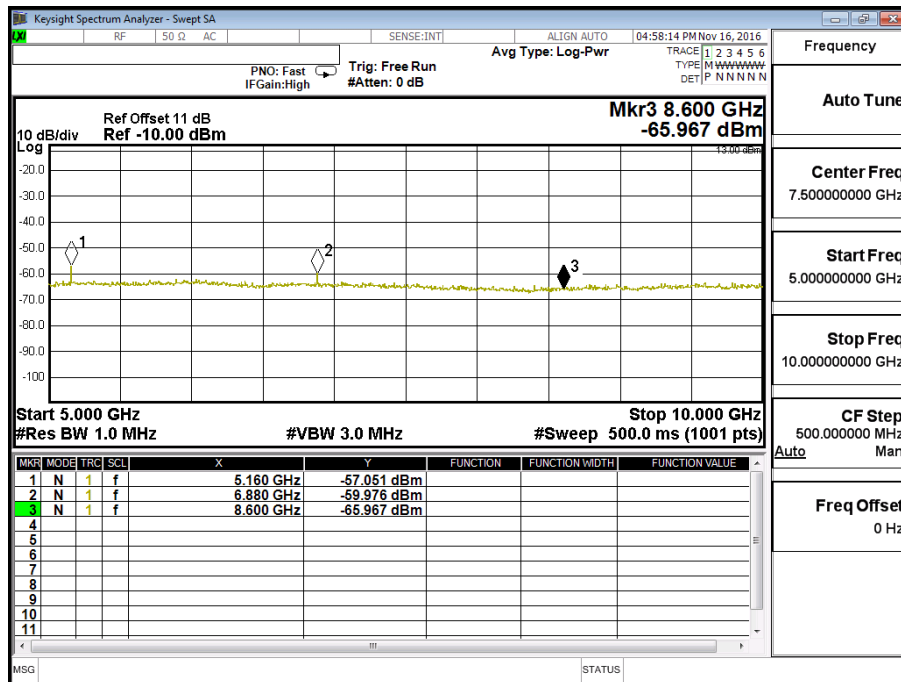 Keysight Spectrum Analyzer - Swept SA
LXI RF 50 Ω AC SENSE:INT ALIGN AUTO 04:58:14 PM Nov 16, 2016
PNO: Fast
IFGain:High
Trig: Free Run
#Atten: 0 dB
Avg Type: Log-Pwr
TRACE 1 2 3 4 5 6
TYPE M W W W W W
DET P N N N N N
Ref Offset 11 dB
10 dB/div Ref -10.00 dBm
Mkr3 8.600 GHz
-65.967 dBm
Log
-13.00 dBm
-20.0
-30.0
-40.0
-50.0
-60.0
-70.0
-80.0
-90.0
-100
1
2
3
Start 5.000 GHz Stop 10.000 GHz
#Res BW 1.0 MHz #VBW 3.0 MHz #Sweep 500.0 ms (1001 pts)
MKR MODE TRC SCL X Y FUNCTION FUNCTION WIDTH FUNCTION VALUE
1 N 1 f 5.160 GHz -57.051 dBm
2 N 1 f 6.880 GHz -59.976 dBm
3 N 1 f 8.600 GHz -65.967 dBm
4
5
6
7
8
9
10
11
MSG STATUS
Frequency
Auto Tune
Center Freq
7.500000000 GHz
Start Freq
5.000000000 GHz
Stop Freq
10.000000000 GHz
CF Step
500.000000 MHz
Auto Man
Freq Offset
0 Hz